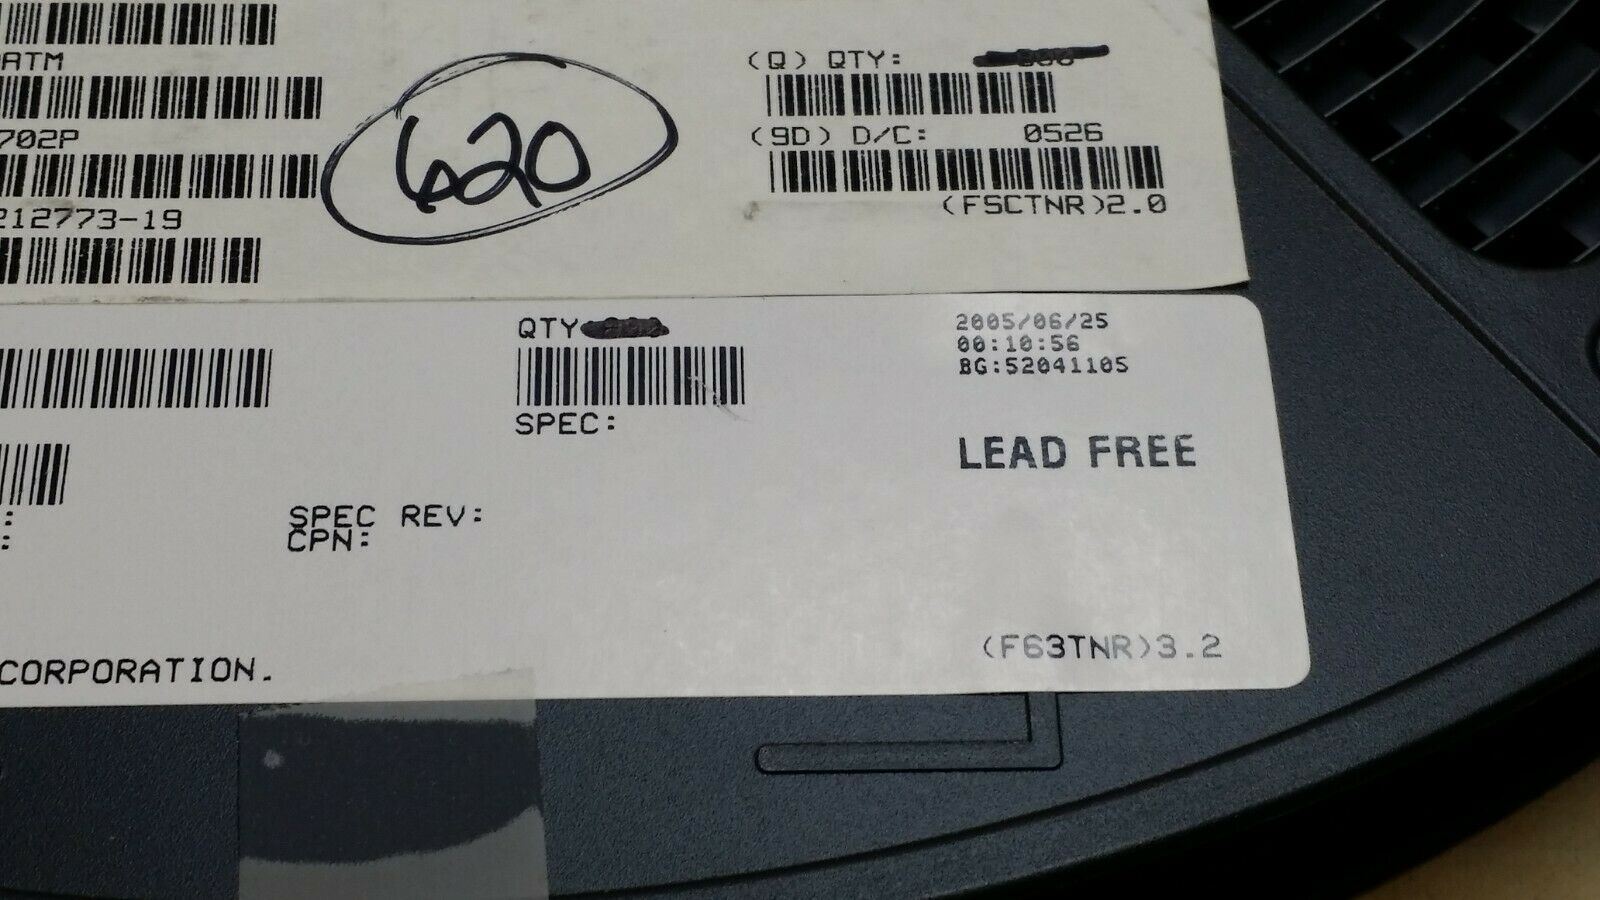 ATM
702P
212773-19
620
(Q) QTY:
(9D) D/C: 0526
(FSCTNR)2.0
QTY
SPEC:
2005/06/25
00:10:56
BG:52041105
LEAD FREE
SPEC REV:
CPN:
:
:
CORPORATION.
(F63TNR)3.2